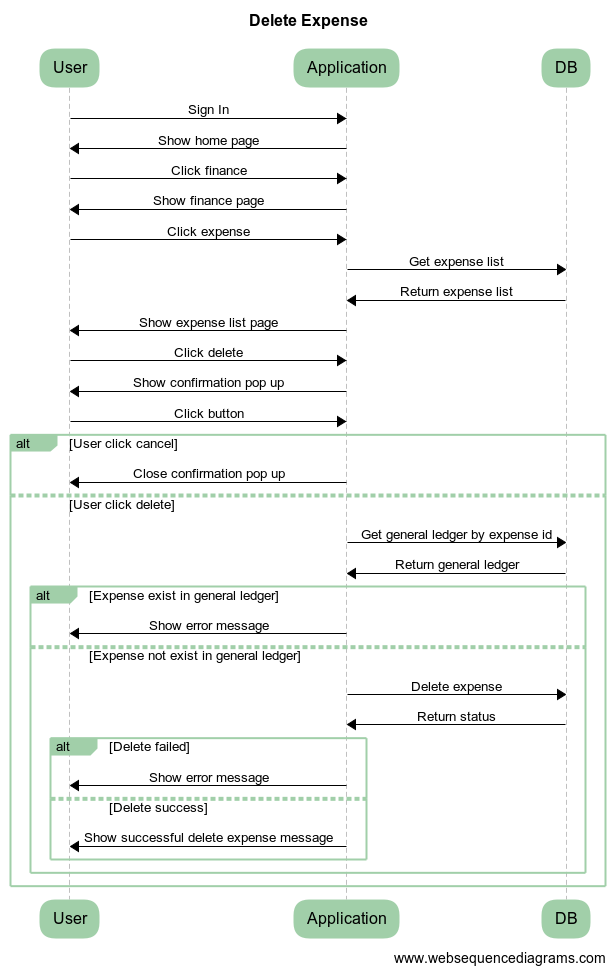 Delete Expense
User Application DB
Sign In
Show home page
Click finance
Show finance page
Click expense
Get expense list
Return expense list
Show expense list page
Click delete
Show confirmation pop up
Click button
alt [User click cancel]
Close confirmation pop up
[User click delete]
Get general ledger by expense id
Return general ledger
alt [Expense exist in general ledger]
Show error message
[Expense not exist in general ledger]
Delete expense
Return status
alt [Delete failed]
Show error message
[Delete success]
Show successful delete expense message
User Application DB
www.websequencediagrams.com